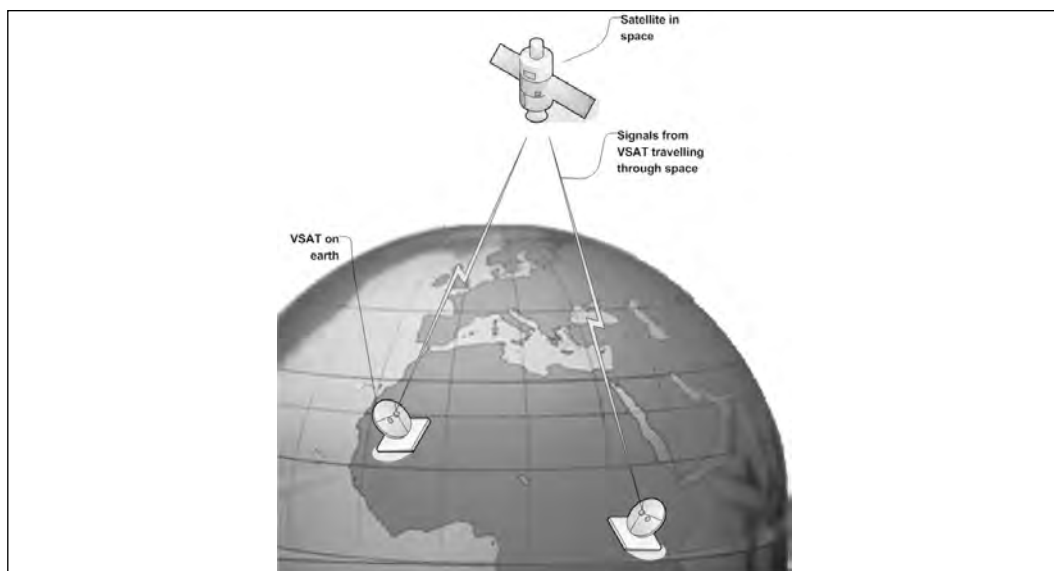 Satellite in
space
Signals from
VSAT travelling
through space
VSAT on
earth